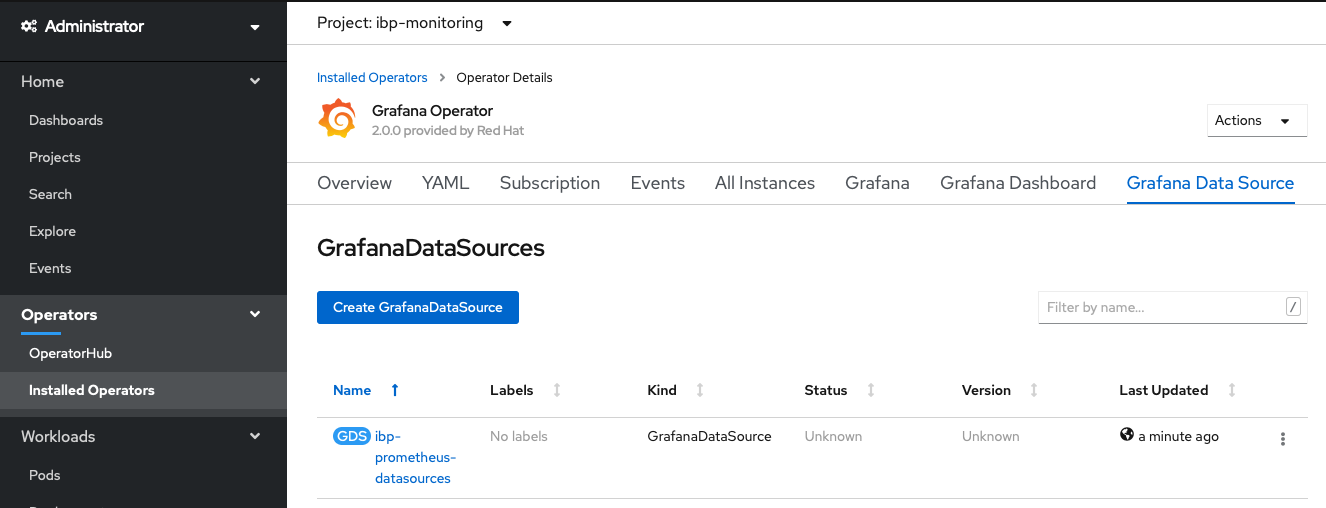 Administrator
Project: ibp-monitoring
Home
Dashboards
Projects
Search
Explore
Events
Operators
OperatorHub
Installed Operators
Workloads
Pods
Installed Operators > Operator Details
Grafana Operator
2.0.0 provided by Red Hat
Actions
Overview YAML Subscription Events All Instances Grafana Grafana Dashboard Grafana Data Source
GrafanaDataSources
Create GrafanaDataSource
Filter by name... /
Name Labels Kind Status Version Last Updated
GDS ibp- No labels GrafanaDataSource Unknown Unknown a minute ago
prometheus-
datasources